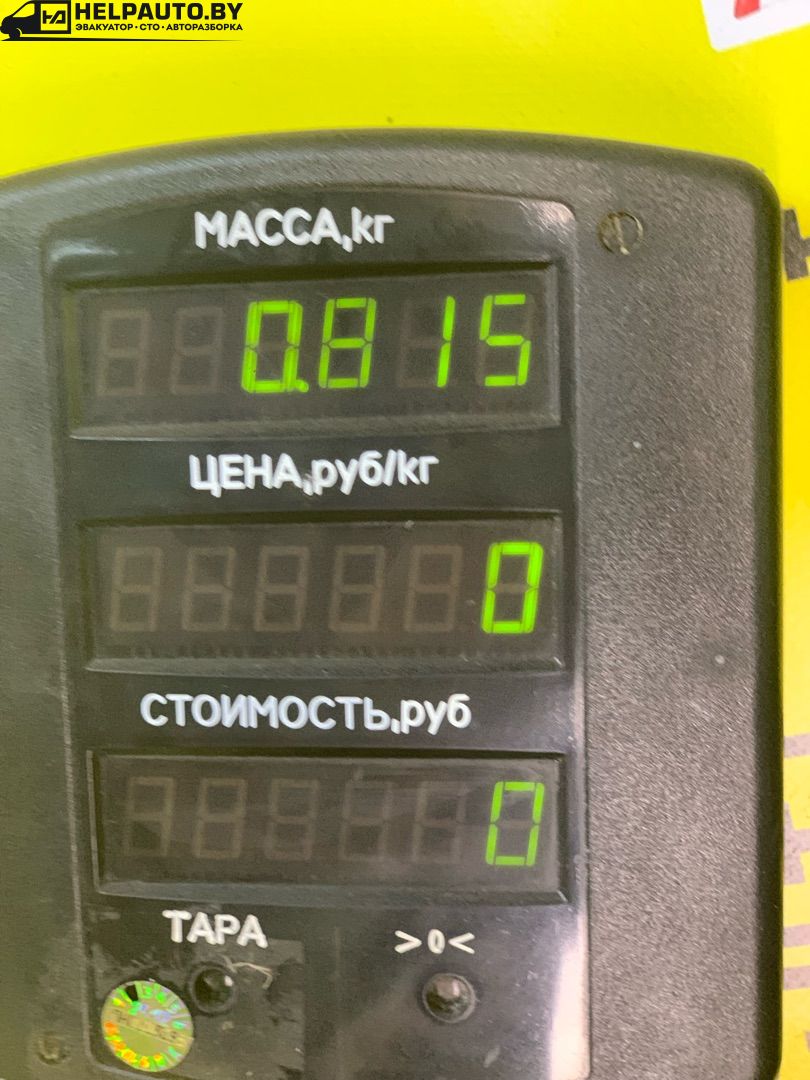 HELPAUTO.BY
ЭВАКУАТОР • СТО • АВТОРАЗБОРКА
МАССА,кг
0.815
ЦЕНА,руб/кг
0
СТОИМОСТЬ,руб
0
ТАРА >0<